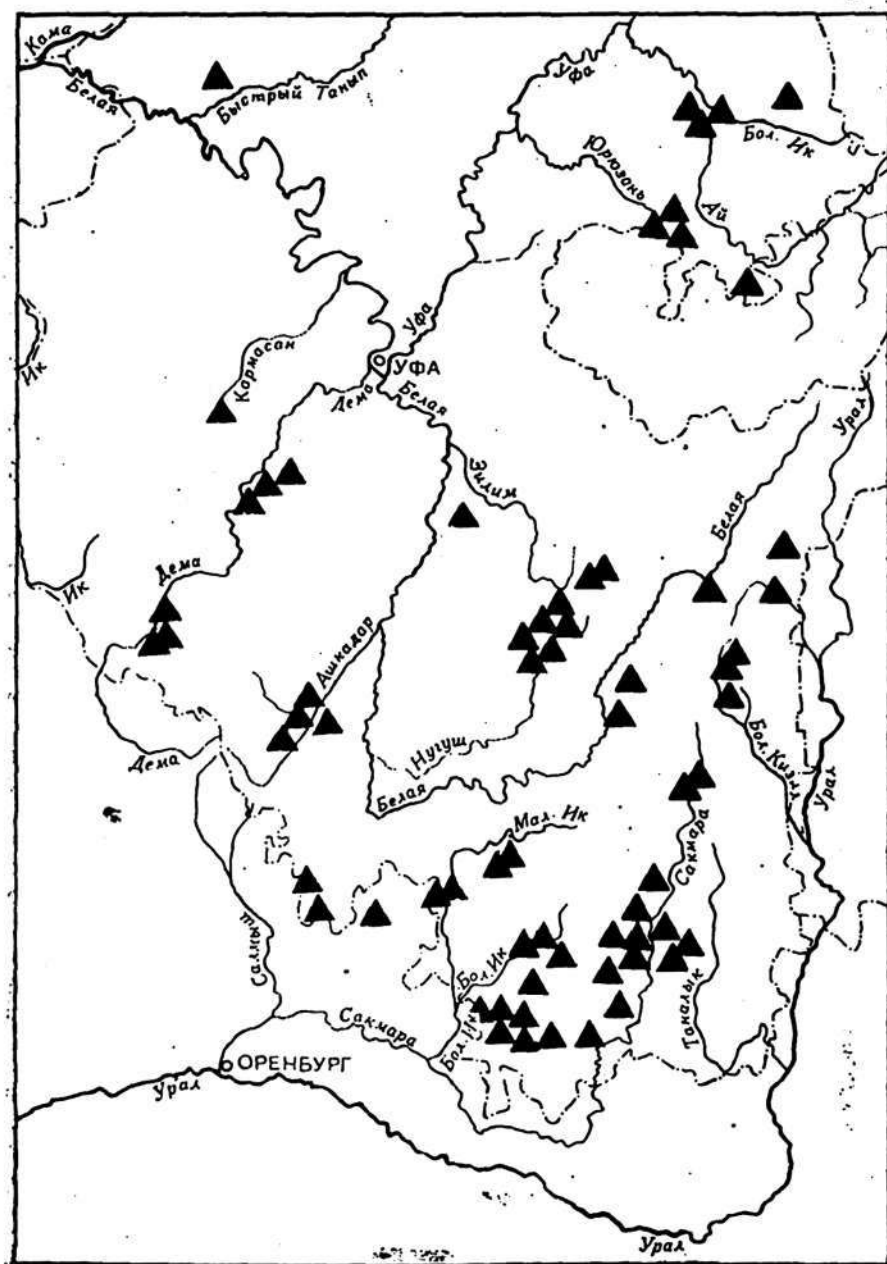 Кама
Белая
Быстрый Танып
Уфа
Бол. Ик
Юрюзань
Ай
Ик
Кармасан
Уфа
УФА
Дема
Белая
Урал
Зилим
Белая
Ик
Дема
Ашкадар
Дема
Нугуш
Белая
Бол. Кизил
Урал
Мал. Ик
Сакмара
Салмыш
Бол. Ик
Таналык
Сакмара
Бол. Ик
ОРЕНБУРГ
Урал
Урал